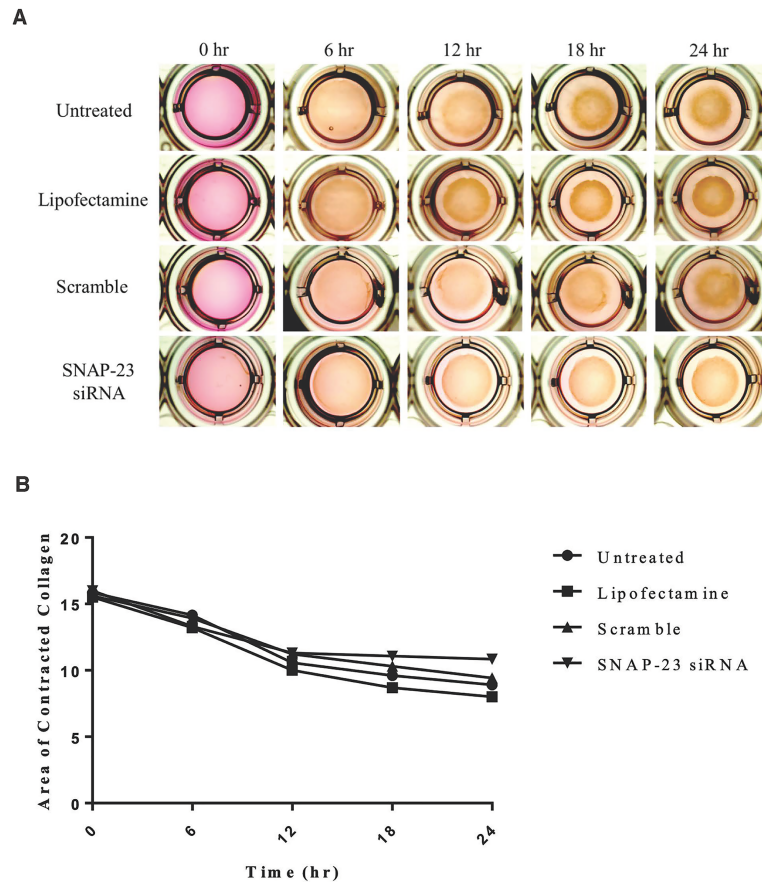 A
0 hr 6 hr 12 hr 18 hr 24 hr
Untreated
Lipofectamine
Scramble
SNAP-23
siRNA
B
Area of Contracted Collagen
20
15
10
5
0
0 6 12 18 24
Time (hr)
Untreated
Lipofectamine
Scramble
SNAP-23 siRNA